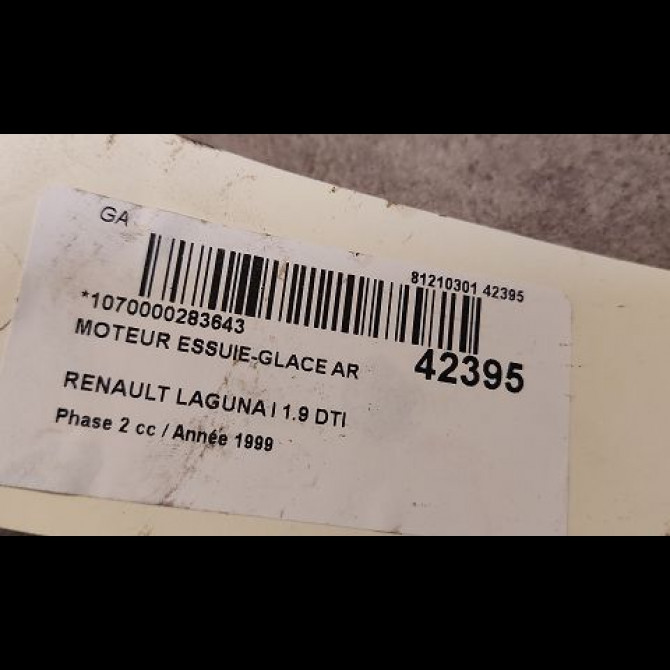 GA
81210301 42395
*1070000283643
MOTEUR ESSUIE-GLACE AR
42395
RENAULT LAGUNA I 1.9 DTI
Phase 2 cc / Année 1999